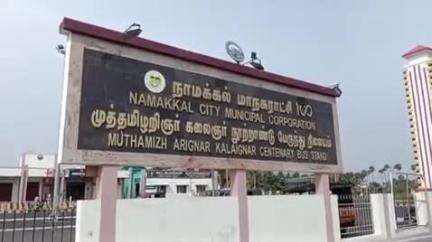 நாமக்கல் மாநகராட்சி
NAMAKKAL CITY MUNICIPAL CORPORATION
முத்தமிழறிஞர் கலைஞர் நூற்றாண்டு பேருந்து நிலையம்
MUTHAMIZH ARIGNAR KALAIGNAR CENTENARY BUS STAND